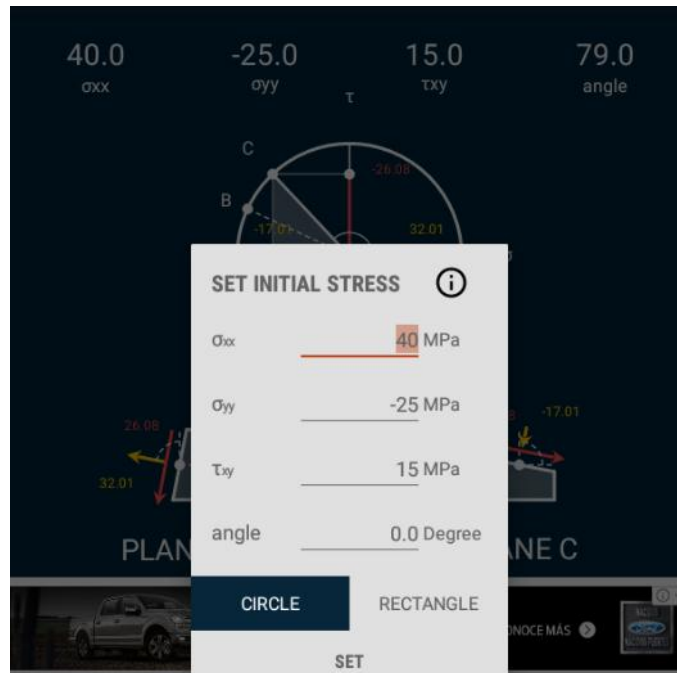 40.0 -25.0 15.0 79.0
σxx σyy τxy angle
τ
C
-26.08
B
-17.01 32.01
SET INITIAL STRESS
σxx 40 MPa
σyy -25 MPa
26.08 -17.01
τxy 15 MPa
32.01
angle 0.0 Degree
PLAN NE C
CIRCLE RECTANGLE
ONOCE MÁS
Ford
SET